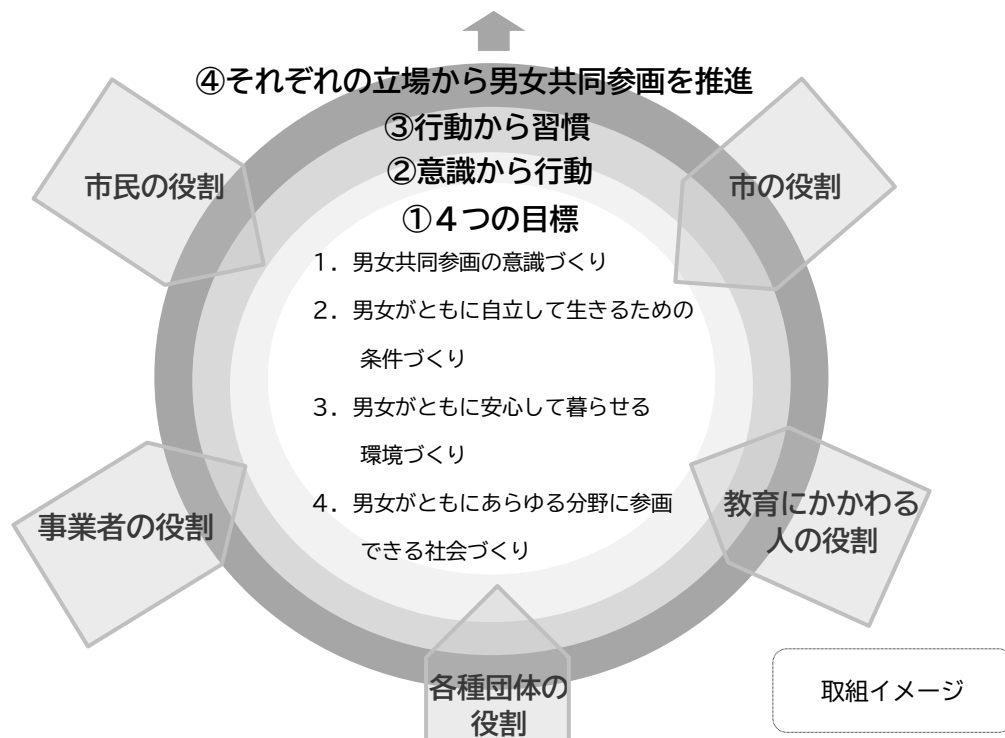 ④それぞれの立場から男女共同参画を推進
③行動から習慣
②意識から行動
①４つの目標
１．男女共同参画の意識づくり
２．男女がともに自立して生きるための
条件づくり
３．男女がともに安心して暮らせる
環境づくり
４．男女がともにあらゆる分野に参画
できる社会づくり
市民の役割
市の役割
事業者の役割
教育にかかわる
人の役割
各種団体の
役割
取組イメージ